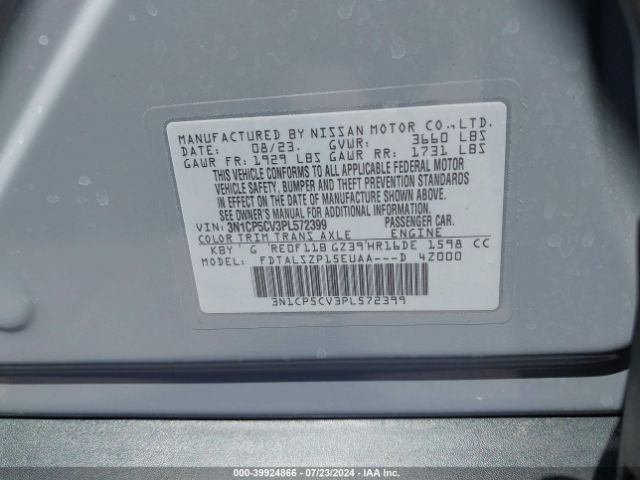 MANUFACTURED BY NISSAN MOTOR CO.,LTD.
DATE: 08/23. GVWR: 3660 LBS
GAWR FR: 1929 LBS GAWR RR: 1731 LBS
THIS VEHICLE CONFORMS TO ALL APPLICABLE FEDERAL MOTOR
VEHICLE SAFETY, BUMPER AND THEFT PREVENTION STANDARDS
IN EFFECT ON THE DATE OF MANUFACTURE SHOWN ABOVE.
SEE OWNER'S MANUAL FOR ADDITIONAL INFORMATION.
VIN: 3N1CP5CV3PL572399 PASSENGER CAR.
COLOR TRIM TRANS AXLE ENGINE
KBY G RE0F11B GZ39 HR16DE 1598 CC
MODEL: FDTALSZP15EUAA---D 4Z000
3N1CP5CV3PL572399
000-39924866 - 07/23/2024 - IAA Inc.